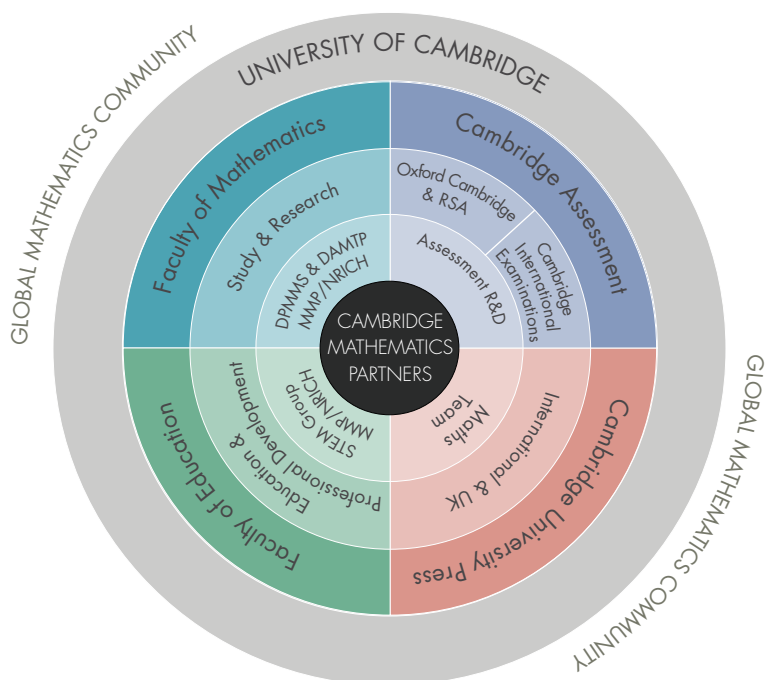 GLOBAL MATHEMATICS COMMUNITY
UNIVERSITY OF CAMBRIDGE
Faculty of Mathematics
Study & Research
DPMMS & DAMTP
MMP/NRICH
Cambridge Assessment
Oxford Cambridge
& RSA
Cambridge
International
Examinations
Assessment R&D
CAMBRIDGE
MATHEMATICS
PARTNERS
STEM Group
MMP/NRICH
Education &
Professional Development
Faculty of Education
Maths
Team
International & UK
Cambridge University Press
GLOBAL MATHEMATICS COMMUNITY